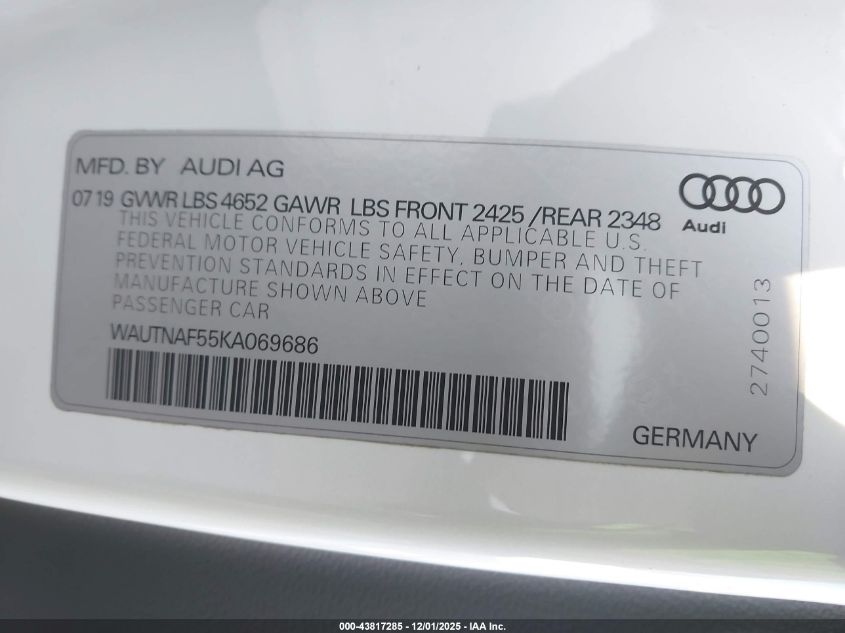 MFD. BY AUDI AG
07 19 GVWR LBS 4652 GAWR LBS FRONT 2425 /REAR 2348
THIS VEHICLE CONFORMS TO ALL APPLICABLE U.S.
FEDERAL MOTOR VEHICLE SAFETY, BUMPER AND THEFT
PREVENTION STANDARDS IN EFFECT ON THE DATE OF
MANUFACTURE SHOWN ABOVE
PASSENGER CAR
WAUTNAF55KA069686
Audi
2740013
GERMANY
000-43817285 - 12/01/2025 - IAA Inc.